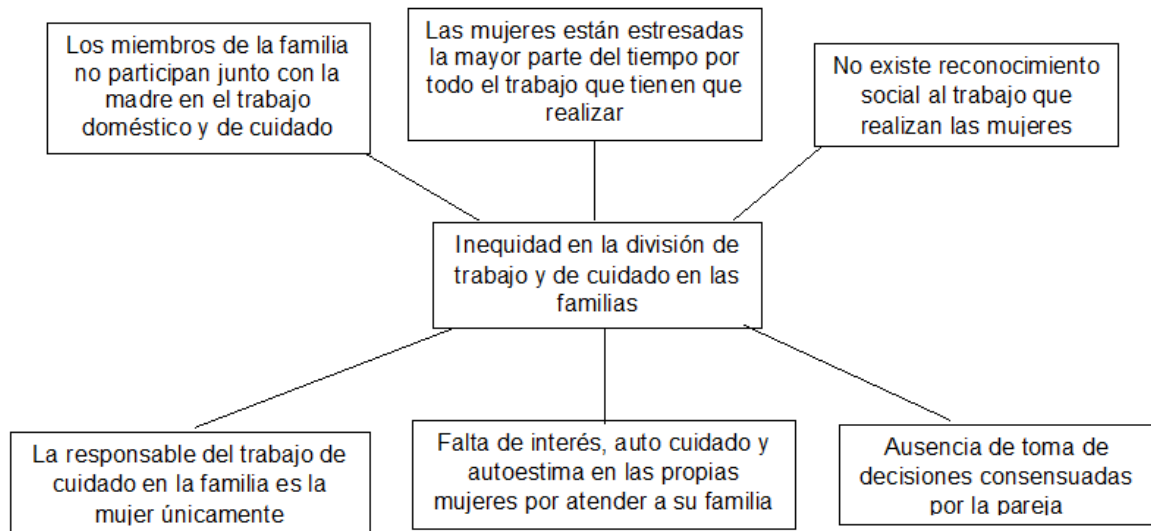 Los miembros de la familia
no participan junto con la
madre en el trabajo
doméstico y de cuidado
Las mujeres están estresadas
la mayor parte del tiempo por
todo el trabajo que tienen que
realizar
No existe reconocimiento
social al trabajo que
realizan las mujeres
Inequidad en la división de
trabajo y de cuidado en las
familias
La responsable del trabajo de
cuidado en la familia es la
mujer únicamente
Falta de interés, auto cuidado y
autoestima en las propias
mujeres por atender a su familia
Ausencia de toma de
decisiones consensuadas
por la pareja